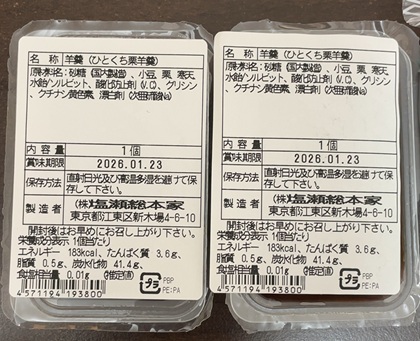 名 称 羊羹 (ひとくち栗羊羹)
原材料名:砂糖(国内製造)、小豆、栗、寒天、
水飴/ソルビット、酸化防止剤(V.C)、グリシン、
クチナシ黄色素、漂白剤(次亜硫酸Na)
内容量 1個
賞味期限 2026.01.23
保存方法 直射日光及び高温多湿を避けて保
存して下さい。
製造者 (株)塩瀬総本家
東京都江東区新木場4-6-10
開封後はお早めにお召し上がり下さい。
栄養成分表示 1個当たり
エネルギー 183kcal、たんぱく質 3.6g、
脂質 0.5g、炭水化物 41.4g、
食塩相当量 0.01g (推定値)
4571194193800
プラ
PBP
PE:PA
名 称 羊羹 (ひとくち栗羊羹)
原材料名:砂糖(国内製造)、小豆、栗、寒天、
水飴/ソルビット、酸化防止剤(V.C)、グリシ
ン、クチナシ黄色素、漂白剤(次亜硫酸Na)
内容量 1個
賞味期限 2026.01.23
保存方法 直射日光及び高温多湿を避けて保
存して下さい。
製造者 (株)塩瀬総本家
東京都江東区新木場4-6-10
開封後はお早めにお召し上がり下さい。
栄養成分表示 1個当たり
エネルギー 183kcal、たんぱく質 3.6g、
脂質 0.5g、炭水化物 41.4g、
食塩相当量 0.01g (推定値)
4571194193800
プラ
PBP
PE:PA